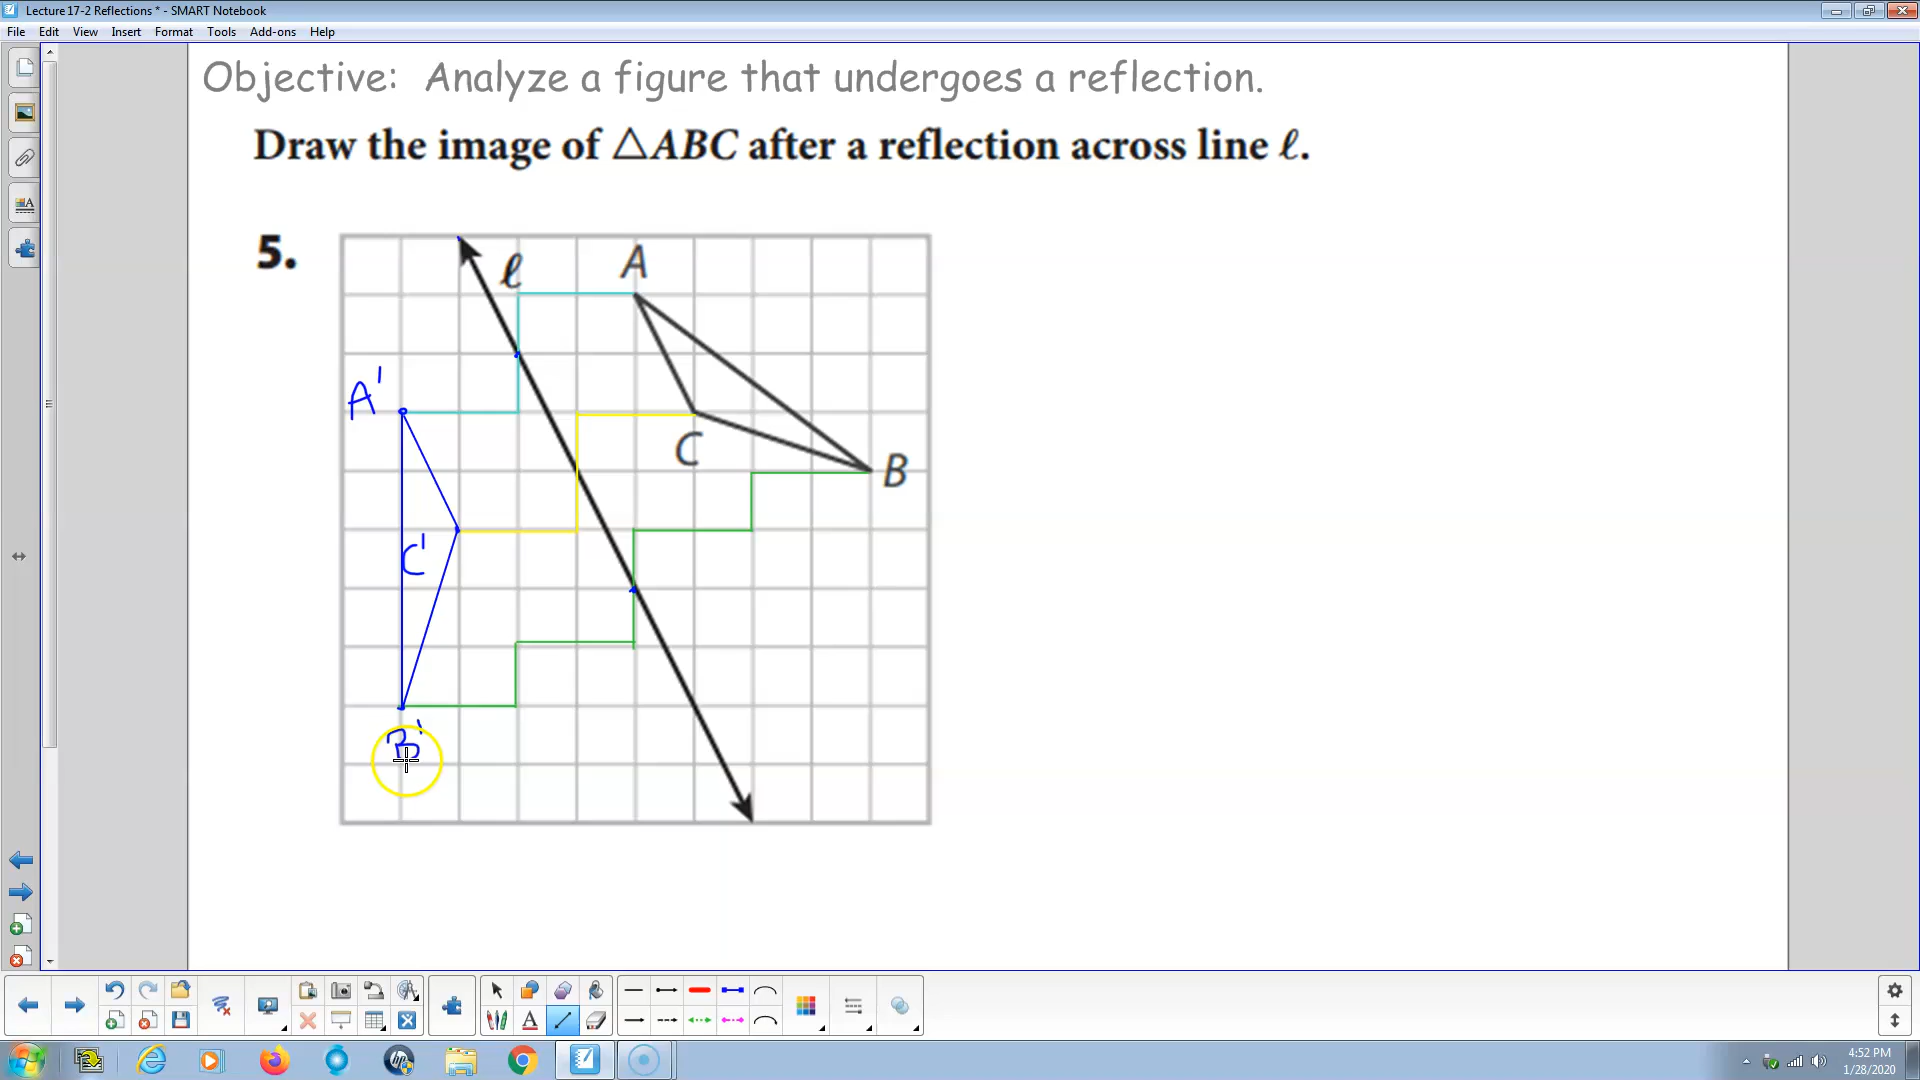 Lecture 17-2 Reflections * - SMART Notebook
File Edit View Insert Format Tools Add-ons Help
Objective: Analyze a figure that undergoes a reflection.
Draw the image of △ABC after a reflection across line ℓ.
5.
ℓ
A
A'
C
B
C'
B'
4:52 PM
1/28/2020